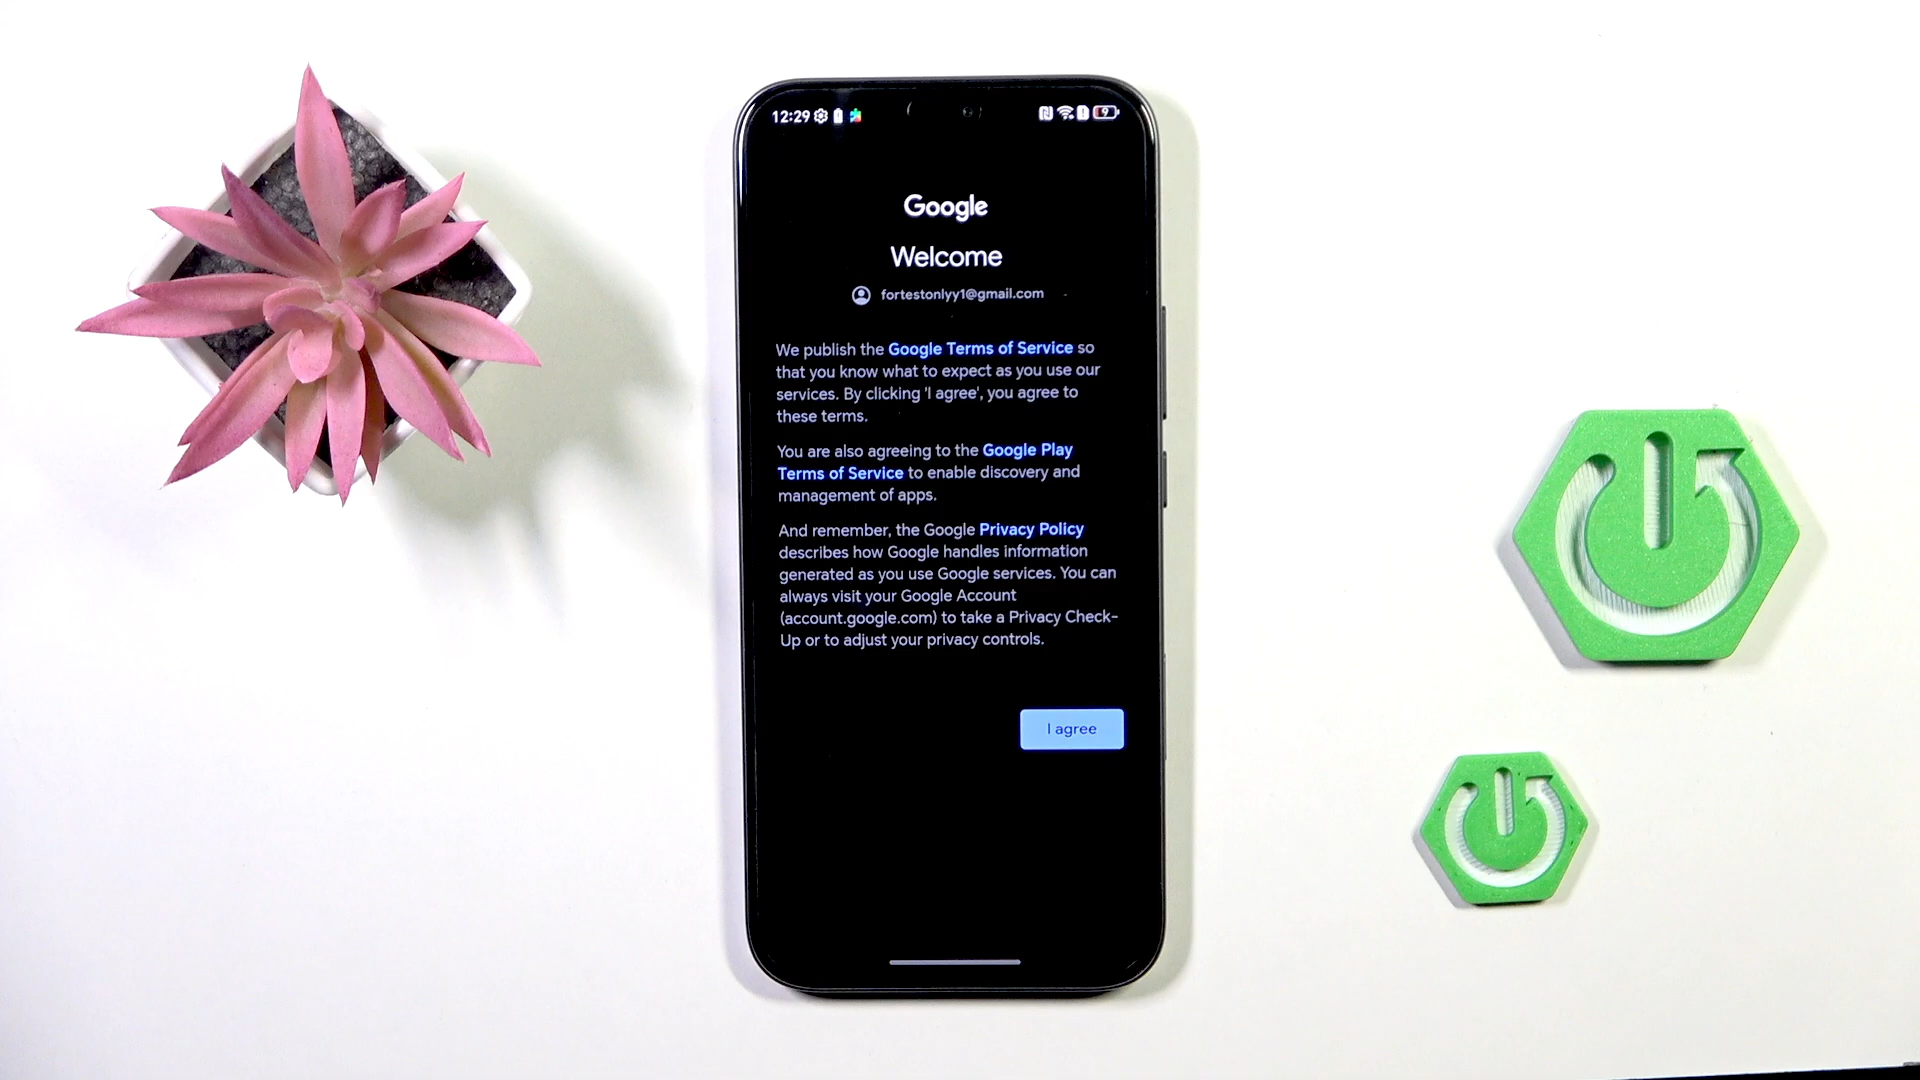 12:29
9
Google
Welcome
fortestonlyy1@gmail.com
We publish the Google Terms of Service so
that you know what to expect as you use our
services. By clicking 'I agree', you agree to
these terms.
You are also agreeing to the Google Play
Terms of Service to enable discovery and
management of apps.
And remember, the Google Privacy Policy
describes how Google handles information
generated as you use Google services. You can
always visit your Google Account
(account.google.com) to take a Privacy Check-
Up or to adjust your privacy controls.
I agree